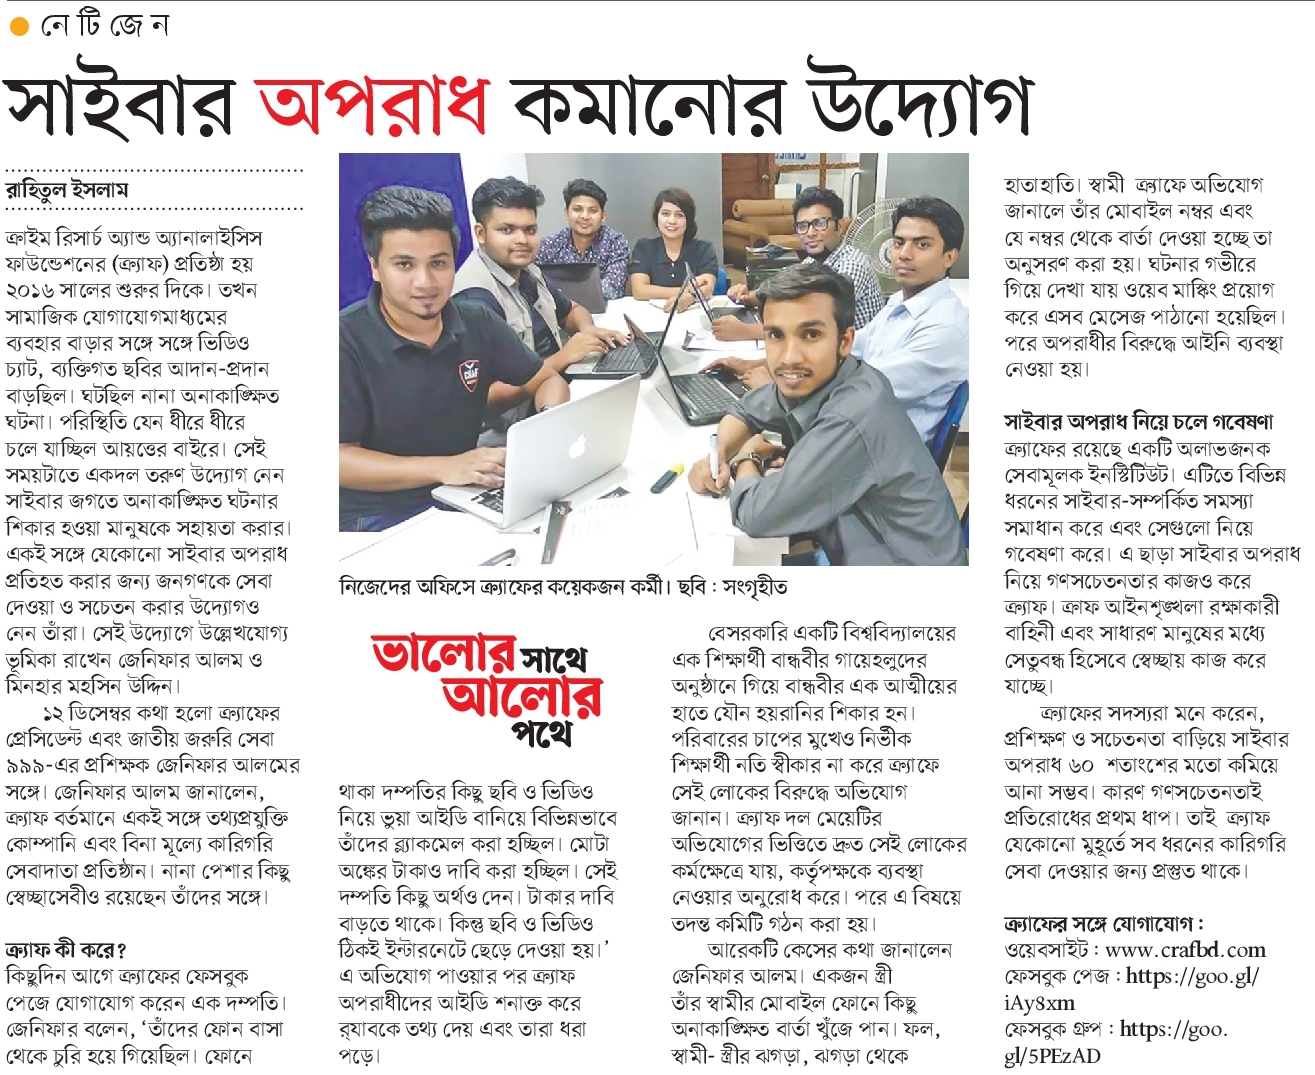 নেটিজেন
সাইবার অপরাধ কমানোর উদ্যোগ
রাহিতুল ইসলাম
ক্রাইম রিসার্চ অ্যান্ড অ্যানালাইসিস
ফাউন্ডেশনের (ক্র্যাফ) প্রতিষ্ঠা হয়
২০১৬ সালের শুরুর দিকে। তখন
সামাজিক যোগাযোগমাধ্যমের
ব্যবহার বাড়ার সঙ্গে সঙ্গে ভিডিও
চ্যাট, ব্যক্তিগত ছবির আদান-প্রদান
বাড়ছিল। ঘটছিল নানা অনাকাঙ্ক্ষিত
ঘটনা। পরিস্থিতি যেন ধীরে ধীরে
চলে যাচ্ছিল আয়ত্তের বাইরে। সেই
সময়টাতে একদল তরুণ উদ্যোগ নেন
সাইবার জগতে অনাকাঙ্ক্ষিত ঘটনার
শিকার হওয়া মানুষকে সহায়তা করার।
একই সঙ্গে যেকোনো সাইবার অপরাধ
প্রতিহত করার জন্য জনগণকে সেবা
দেওয়া ও সচেতন করার উদ্যোগও
নেন তাঁরা। সেই উদ্যোগে উল্লেখযোগ্য
ভূমিকা রাখেন জেনিফার আলম ও
মিনহার মহসিন উদ্দিন।
১২ ডিসেম্বর কথা হলো ক্র্যাফের
প্রেসিডেন্ট এবং জাতীয় জরুরি সেবা
৯৯৯-এর প্রশিক্ষক জেনিফার আলমের
সঙ্গে। জেনিফার আলম জানালেন,
ক্র্যাফ বর্তমানে একই সঙ্গে তথ্যপ্রযুক্তি
কোম্পানি এবং বিনা মূল্যে কারিগরি
সেবাদাতা প্রতিষ্ঠান। নানা পেশার কিছু
স্বেচ্ছাসেবীও রয়েছেন তাঁদের সঙ্গে।
ক্র্যাফ কী করে?
কিছুদিন আগে ক্র্যাফের ফেসবুক
পেজে যোগাযোগ করেন এক দম্পতি।
জেনিফার বলেন, ‘তাঁদের ফোন বাসা
থেকে চুরি হয়ে গিয়েছিল। ফোনে
নিজেদের অফিসে ক্র্যাফের কয়েকজন কর্মী। ছবি : সংগৃহীত
ভালোর সাথে
আলোর
পথে
থাকা দম্পতির কিছু ছবি ও ভিডিও
নিয়ে ভুয়া আইডি বানিয়ে বিভিন্নভাবে
তাঁদের ব্ল্যাকমেল করা হচ্ছিল। মোটা
অঙ্কের টাকাও দাবি করা হচ্ছিল। সেই
দম্পতি কিছু অর্থও দেন। টাকার দাবি
বাড়তে থাকে। কিন্তু ছবি ও ভিডিও
ঠিকই ইন্টারনেটে ছেড়ে দেওয়া হয়।’
এ অভিযোগ পাওয়ার পর ক্র্যাফ
অপরাধীদের আইডি শনাক্ত করে
র‍্যাবকে তথ্য দেয় এবং তারা ধরা
পড়ে।
বেসরকারি একটি বিশ্ববিদ্যালয়ের
এক শিক্ষার্থী বান্ধবীর গায়েহলুদের
অনুষ্ঠানে গিয়ে বান্ধবীর এক আত্মীয়ের
হাতে যৌন হয়রানির শিকার হন।
পরিবারের চাপের মুখেও নির্ভীক
শিক্ষার্থী নতি স্বীকার না করে ক্র্যাফে
সেই লোকের বিরুদ্ধে অভিযোগ
জানান। ক্র্যাফ দল মেয়েটির
অভিযোগের ভিত্তিতে দ্রুত সেই লোকের
কর্মক্ষেত্রে যায়, কর্তৃপক্ষকে ব্যবস্থা
নেওয়ার অনুরোধ করে। পরে এ বিষয়ে
তদন্ত কমিটি গঠন করা হয়।
আরেকটি কেসের কথা জানালেন
জেনিফার আলম। একজন স্ত্রী
তাঁর স্বামীর মোবাইল ফোনে কিছু
অনাকাঙ্ক্ষিত বার্তা খুঁজে পান। ফল,
স্বামী- স্ত্রীর ঝগড়া, ঝগড়া থেকে
হাতাহাতি। স্বামী ক্র্যাফে অভিযোগ
জানালে তাঁর মোবাইল নম্বর এবং
যে নম্বর থেকে বার্তা দেওয়া হচ্ছে তা
অনুসরণ করা হয়। ঘটনার গভীরে
গিয়ে দেখা যায় ওয়েব মাস্কিং প্রয়োগ
করে এসব মেসেজ পাঠানো হয়েছিল।
পরে অপরাধীর বিরুদ্ধে আইনি ব্যবস্থা
নেওয়া হয়।
সাইবার অপরাধ নিয়ে চলে গবেষণা
ক্র্যাফের রয়েছে একটি অলাভজনক
সেবামূলক ইনস্টিটিউট। এটিতে বিভিন্ন
ধরনের সাইবার-সম্পর্কিত সমস্যা
সমাধান করে এবং সেগুলো নিয়ে
গবেষণা করে। এ ছাড়া সাইবার অপরাধ
নিয়ে গণসচেতনতার কাজও করে
ক্র্যাফ। ক্রাফ আইনশৃঙ্খলা রক্ষাকারী
বাহিনী এবং সাধারণ মানুষের মধ্যে
সেতুবন্ধ হিসেবে স্বেচ্ছায় কাজ করে
যাচ্ছে।
ক্র্যাফের সদস্যরা মনে করেন,
প্রশিক্ষণ ও সচেতনতা বাড়িয়ে সাইবার
অপরাধ ৬০ শতাংশের মতো কমিয়ে
আনা সম্ভব। কারণ গণসচেতনতাই
প্রতিরোধের প্রথম ধাপ। তাই ক্র্যাফ
যেকোনো মুহূর্তে সব ধরনের কারিগরি
সেবা দেওয়ার জন্য প্রস্তুত থাকে।
ক্র্যাফের সঙ্গে যোগাযোগ :
ওয়েবসাইট : www.crafbd.com
ফেসবুক পেজ : https://goo.gl/
iAy8xm
ফেসবুক গ্রুপ : https://goo.
gl/5PEzAD